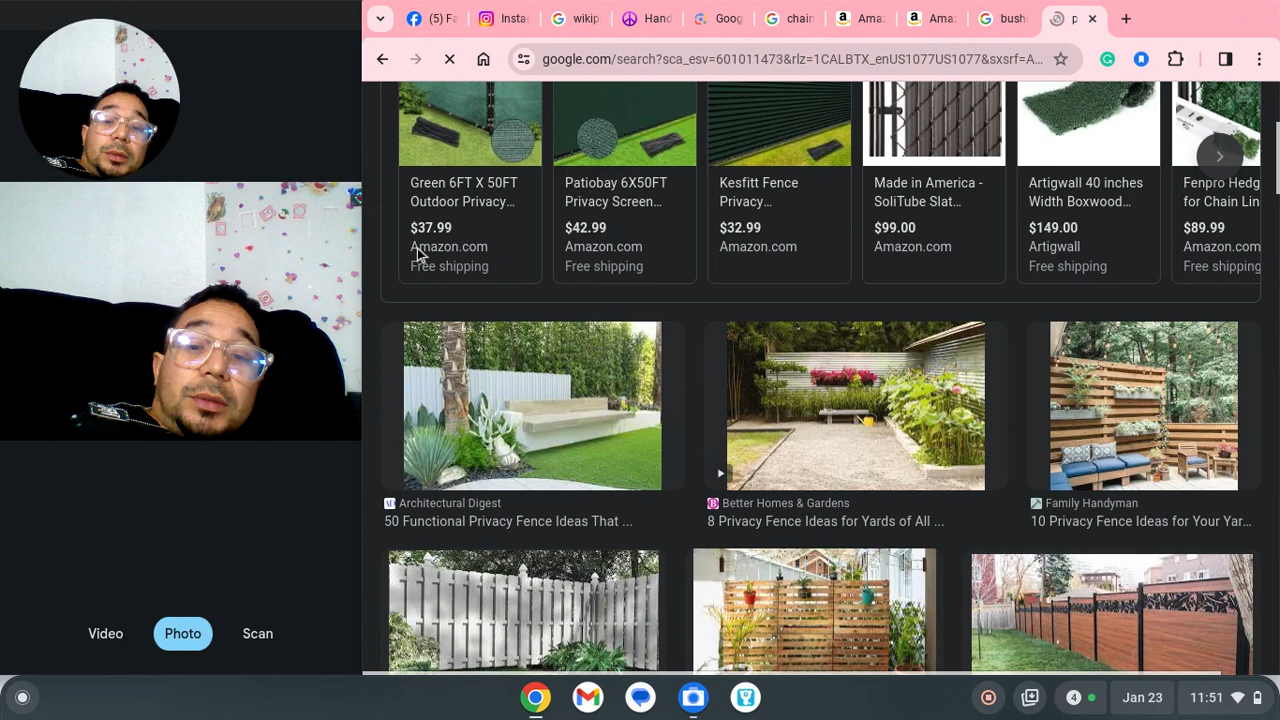 (5) Fa
Insta
wikip
Hand
Goog
chain
Ama
Ama
bush
p
google.com/search?sca_esv=601011473&rlz=1CALBTX_enUS1077US1077&sxsrf=A...
Green 6FT X 50FT
Outdoor Privacy...
$37.99
Amazon.com
Free shipping
Patiobay 6X50FT
Privacy Screen...
$42.99
Amazon.com
Free shipping
Kesfitt Fence
Privacy...
$32.99
Amazon.com
Made in America -
SoliTube Slat...
$99.00
Amazon.com
Artigwall 40 inches
Width Boxwood...
$149.00
Artigwall
Free shipping
Fenpro Hedg
for Chain Lin
$89.99
Amazon.com
Free shipping
Architectural Digest
50 Functional Privacy Fence Ideas That ...
Better Homes & Gardens
8 Privacy Fence Ideas for Yards of All ...
Family Handyman
10 Privacy Fence Ideas for Your Yar...
Video
Photo
Scan
4
Jan 23
11:51